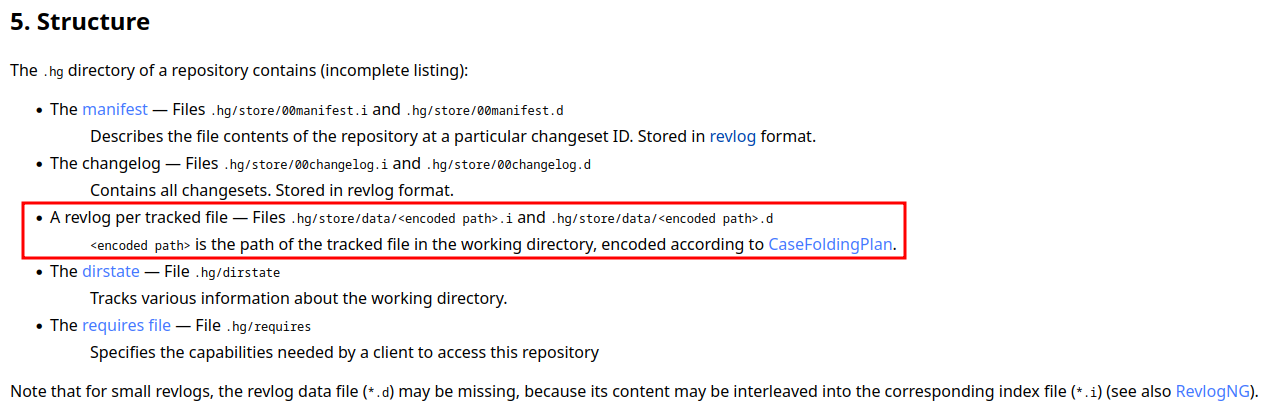 5. Structure
The .hg directory of a repository contains (incomplete listing):
• The manifest — Files .hg/store/00manifest.i and .hg/store/00manifest.d
Describes the file contents of the repository at a particular changeset ID. Stored in revlog format.
• The changelog — Files .hg/store/00changelog.i and .hg/store/00changelog.d
Contains all changesets. Stored in revlog format.
• A revlog per tracked file — Files .hg/store/data/<encoded path>.i and .hg/store/data/<encoded path>.d
<encoded path> is the path of the tracked file in the working directory, encoded according to CaseFoldingPlan.
• The dirstate — File .hg/dirstate
Tracks various information about the working directory.
• The requires file — File .hg/requires
Specifies the capabilities needed by a client to access this repository
Note that for small revlogs, the revlog data file (*.d) may be missing, because its content may be interleaved into the corresponding index file (*.i) (see also RevlogNG).